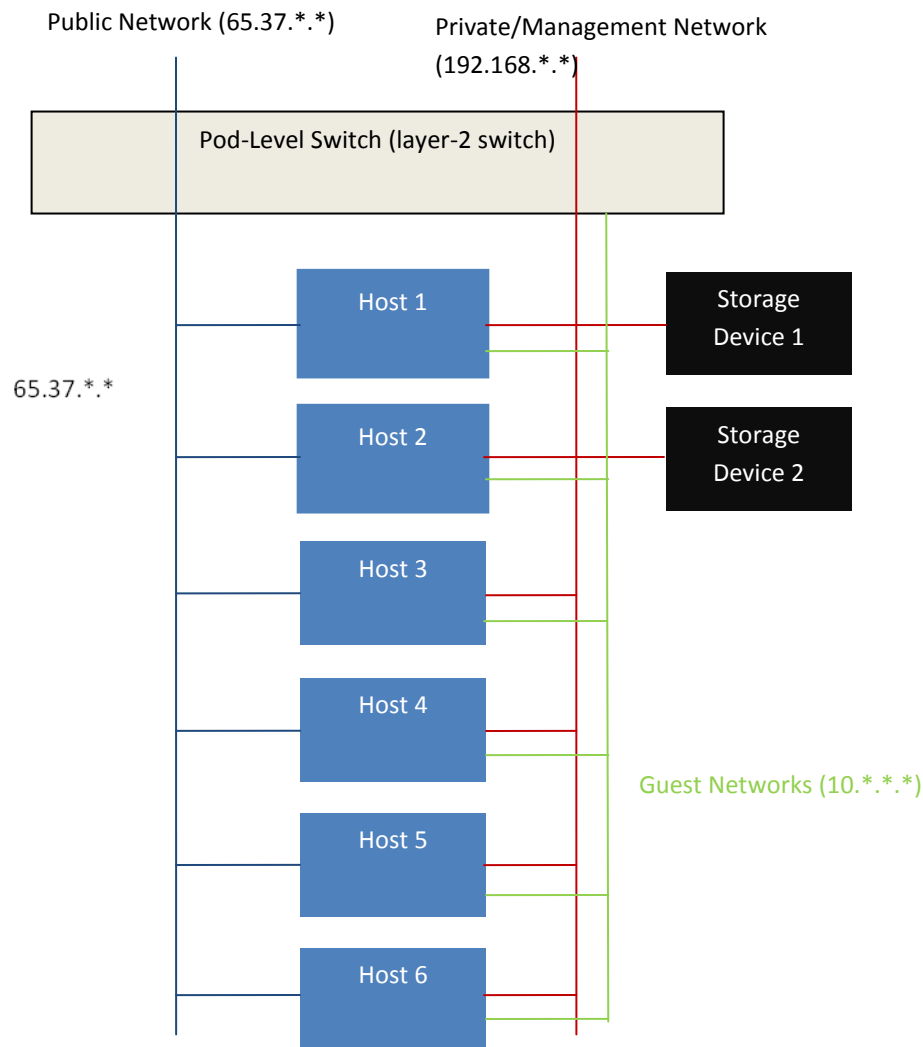 Public Network (65.37.*.*)
Private/Management Network
(192.168.*.*)
Pod-Level Switch (layer-2 switch)
Host 1
Storage
Device 1
65.37.*.*
Host 2
Storage
Device 2
Host 3
Host 4
Guest Networks (10.*.*.*)
Host 5
Host 6